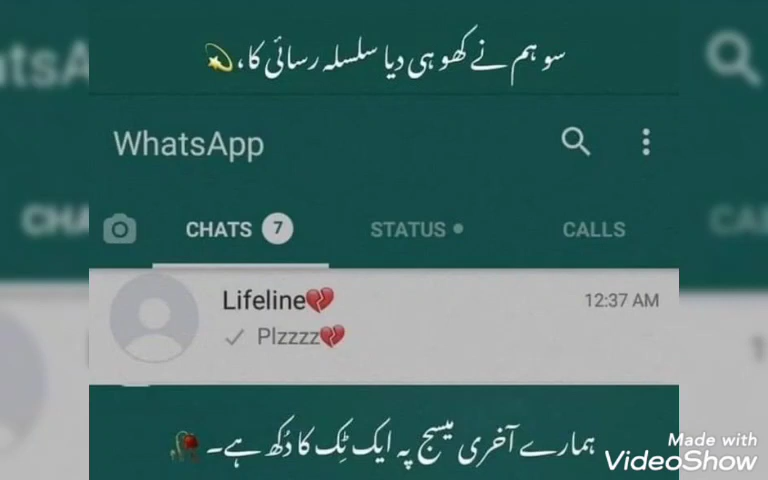 سو ہم نے کھو ہی دیا سلسلہ رسائی کا،💫
WhatsApp
CHATS 7 STATUS • CALLS
Lifeline💔 12:37 AM
✓ Plzzzz💔
ہمارے آخری میسج پہ ایک ٹِک کا دُکھ ہے۔ 🥀
Made with
VideoShow